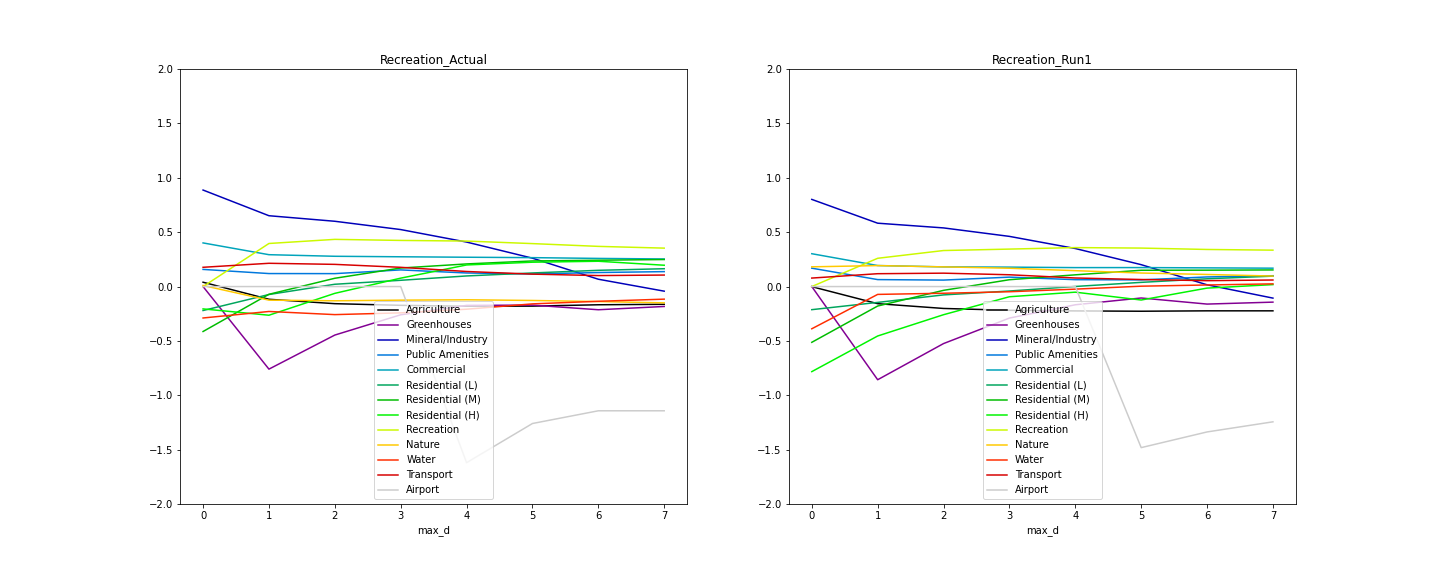 Recreation_Actual
2.0
1.5
1.0
0.5
0.0
−0.5
−1.0
−1.5
−2.0
Agriculture
Greenhouses
Mineral/Industry
Public Amenities
Commercial
Residential (L)
Residential (M)
Residential (H)
Recreation
Nature
Water
Transport
Airport
0 1 2 3 4 5 6 7
max_d
Recreation_Run1
2.0
1.5
1.0
0.5
0.0
−0.5
−1.0
−1.5
−2.0
Agriculture
Greenhouses
Mineral/Industry
Public Amenities
Commercial
Residential (L)
Residential (M)
Residential (H)
Recreation
Nature
Water
Transport
Airport
0 1 2 3 4 5 6 7
max_d